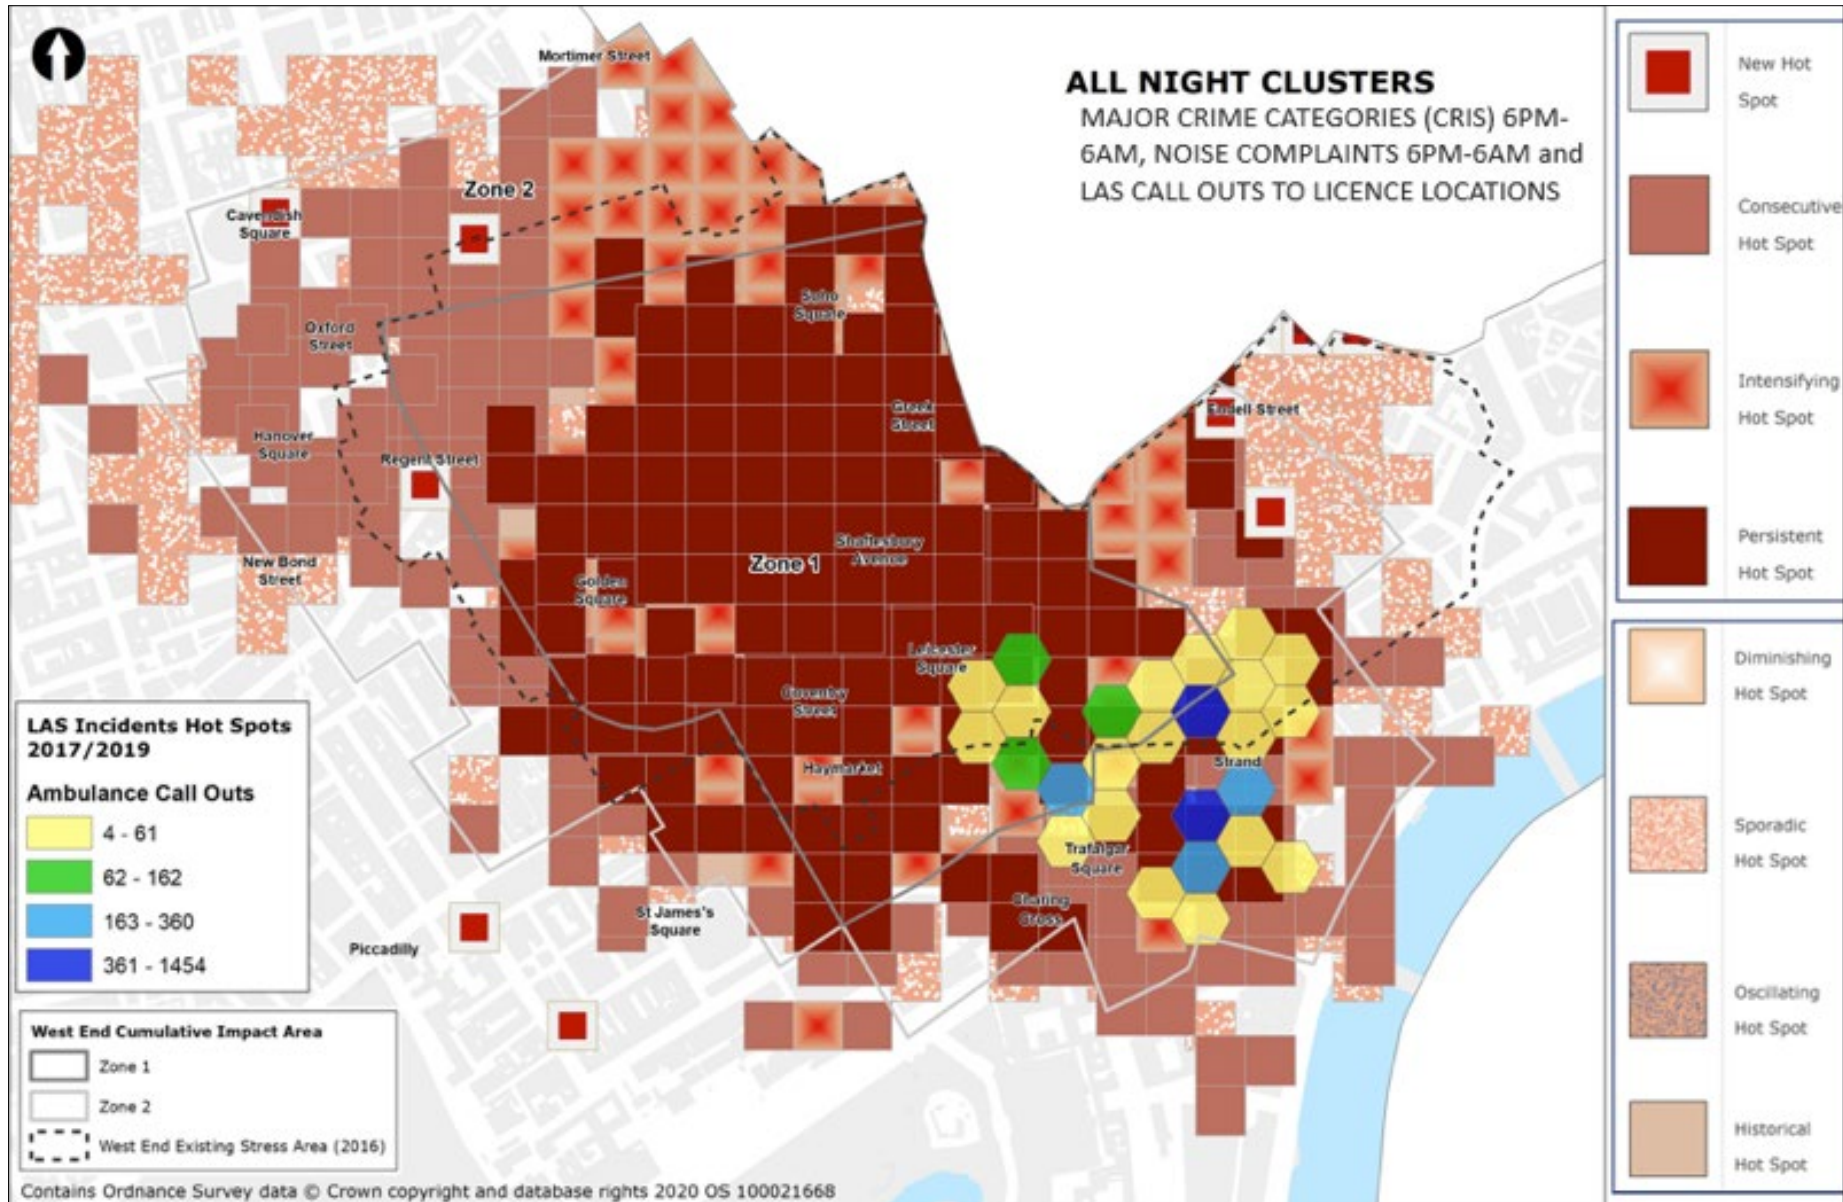 ALL NIGHT CLUSTERS
MAJOR CRIME CATEGORIES (CRIS) 6PM-
6AM, NOISE COMPLAINTS 6PM-6AM and
LAS CALL OUTS TO LICENCE LOCATIONS
Mortimer Street
Zone 2
Cavendish
Square
Oxford
Street
Soho
Square
Greek
Street
Endell Street
Hanover
Square
Regent Street
New Bond
Street
Zone 1
Shaftesbury
Avenue
Golden
Square
Leicester
Square
Coventry
Street
Haymarket
Strand
Trafalgar
Square
Charing
Cross
St James's
Square
Piccadilly
LAS Incidents Hot Spots
2017/2019
Ambulance Call Outs
4 - 61
62 - 162
163 - 360
361 - 1454
West End Cumulative Impact Area
Zone 1
Zone 2
West End Existing Stress Area (2016)
Contains Ordnance Survey data © Crown copyright and database rights 2020 OS 100021668
New Hot
Spot
Consecutive
Hot Spot
Intensifying
Hot Spot
Persistent
Hot Spot
Diminishing
Hot Spot
Sporadic
Hot Spot
Oscillating
Hot Spot
Historical
Hot Spot